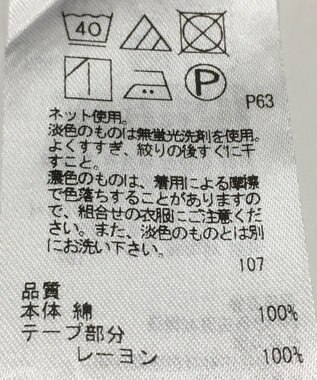 40
P
P63
ネット使用。
淡色のものは無蛍光洗剤を使用。
よくすすぎ、絞りの後すぐに干
すこと。
濃色のものは、着用による摩擦
で色落ちすることがありますの
で、組合せの衣服にご注意くだ
さい。また、淡色のものとは別
にお洗い下さい。
107
品質
本体 綿 100%
テープ部分
レーヨン 100%